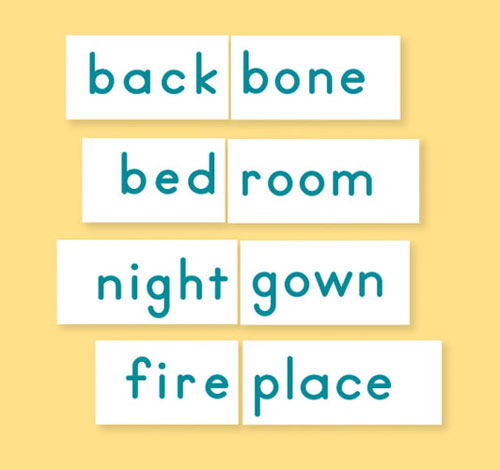 back bone
bed room
night gown
fire place